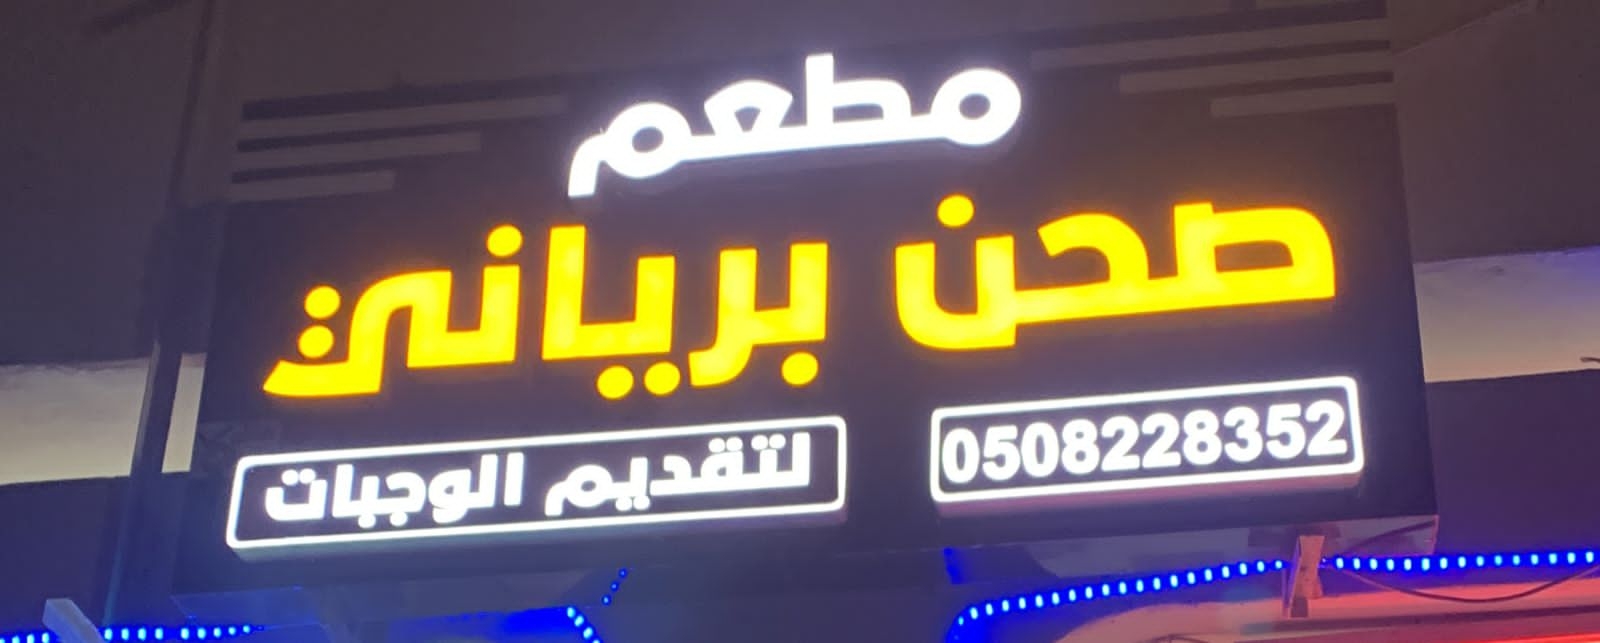 مطعم
صحن برياني
0508228352
لتقديم الوجبات